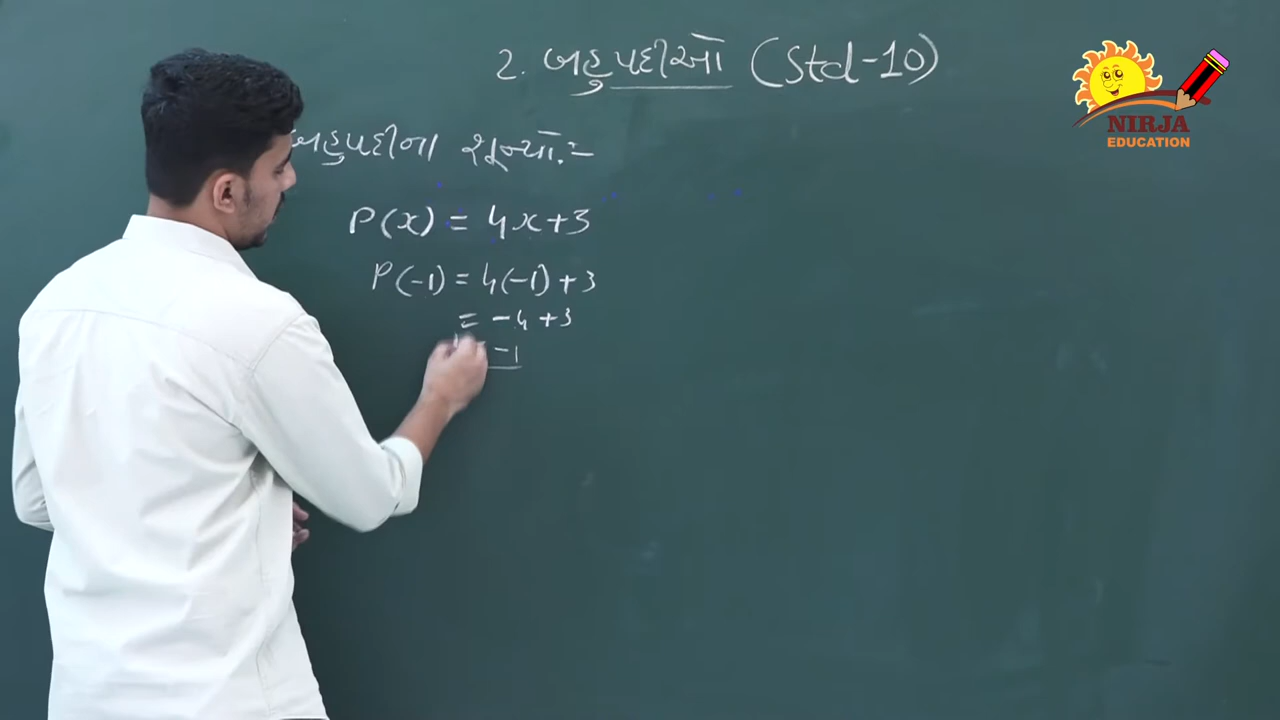 2. બહુપદીઓ (Std-10)
બહુપદીના શૂન્યો :-
P(x) = 4x+3
P(-1) = 4(-1) + 3
= -4 +3
-1
NIRJA
EDUCATION